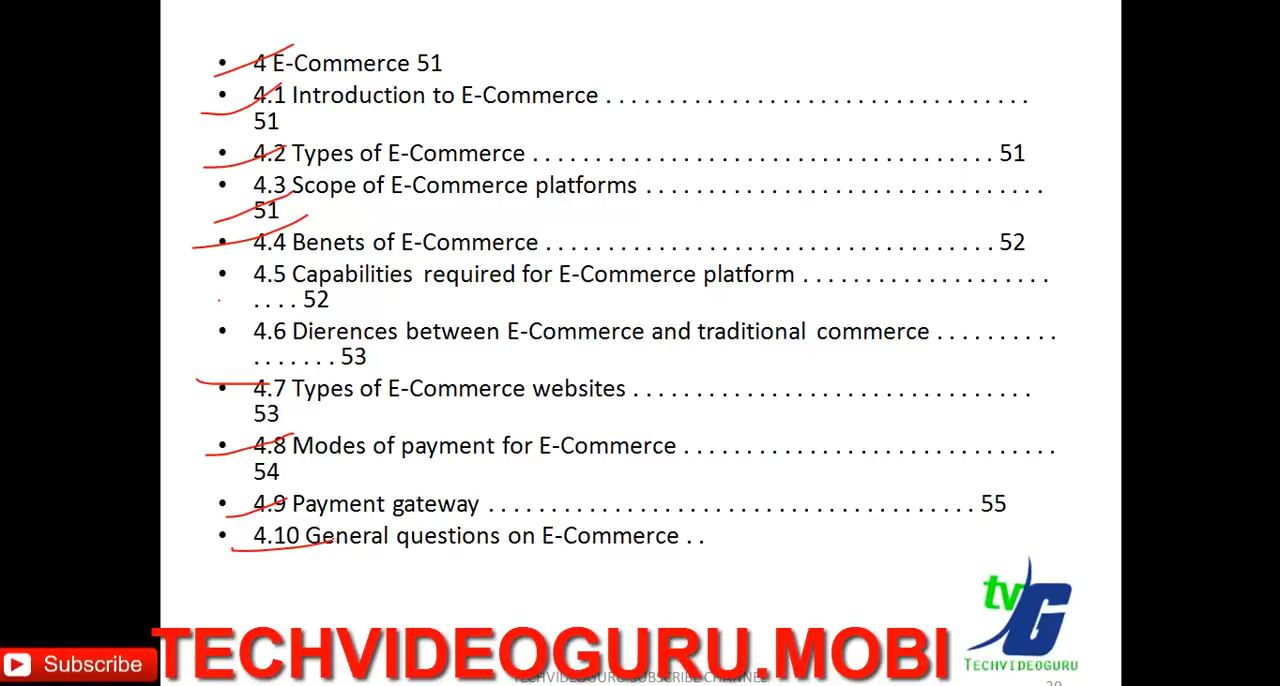 • 4 E-Commerce 51
• 4.1 Introduction to E-Commerce . . . . . . . . . . . . . . . . . . . . . . . . . . . . . . . . . .
51
• 4.2 Types of E-Commerce . . . . . . . . . . . . . . . . . . . . . . . . . . . . . . . . . . . . . 51
• 4.3 Scope of E-Commerce platforms . . . . . . . . . . . . . . . . . . . . . . . . . . . . . . . .
51
• 4.4 Benets of E-Commerce . . . . . . . . . . . . . . . . . . . . . . . . . . . . . . . . . . . . 52
• 4.5 Capabilities required for E-Commerce platform . . . . . . . . . . . . . . . . . . . .
. . . . 52
• 4.6 Dierences between E-Commerce and traditional commerce . . . . . . . . . .
. . . . . . . 53
• 4.7 Types of E-Commerce websites . . . . . . . . . . . . . . . . . . . . . . . . . . . . . . . .
53
• 4.8 Modes of payment for E-Commerce . . . . . . . . . . . . . . . . . . . . . . . . . . . . . .
54
• 4.9 Payment gateway . . . . . . . . . . . . . . . . . . . . . . . . . . . . . . . . . . . . . . . 55
• 4.10 General questions on E-Commerce . .
tvG
TECHVIDEOGURU
Subscribe
TECHVIDEOGURU.MOBI
TECHVIDEOGURU SUBSCRIBE CHANNEL